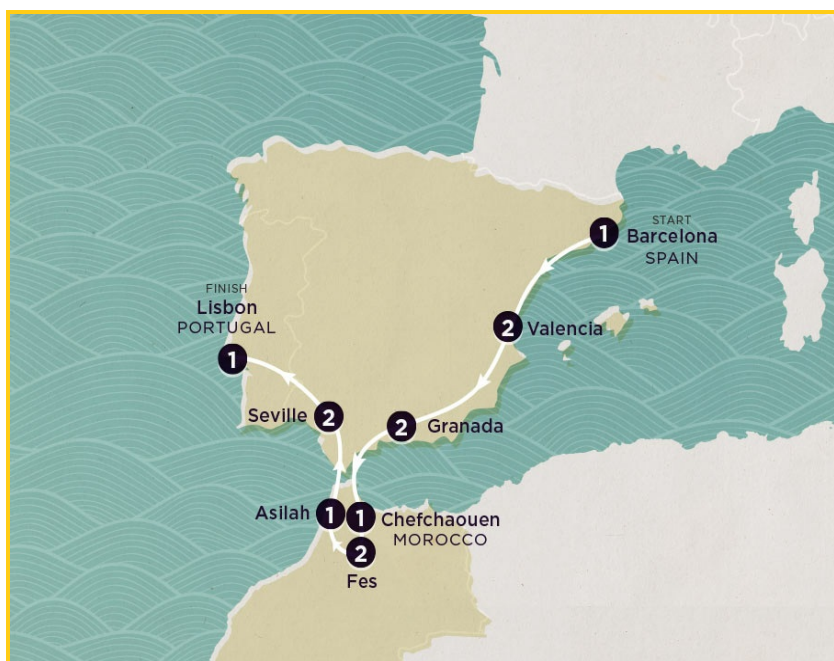 START
1 Barcelona
SPAIN
2 Valencia
2 Granada
1 Chefchaouen
MOROCCO
2
Fes
Asilah 1
Seville 2
FINISH
Lisbon
PORTUGAL
1